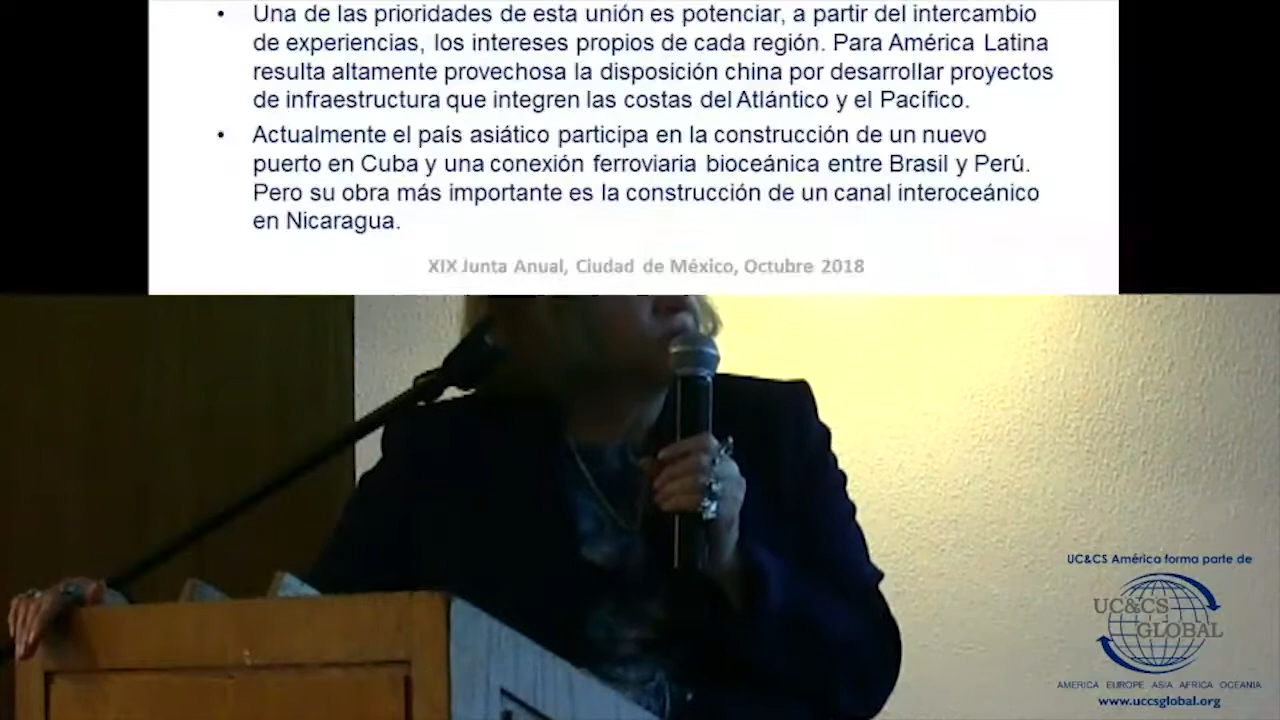 • Una de las prioridades de esta unión es potenciar, a partir del intercambio
de experiencias, los intereses propios de cada región. Para América Latina
resulta altamente provechosa la disposición china por desarrollar proyectos
de infraestructura que integren las costas del Atlántico y el Pacífico.
• Actualmente el país asiático participa en la construcción de un nuevo
puerto en Cuba y una conexión ferroviaria bioceánica entre Brasil y Perú.
Pero su obra más importante es la construcción de un canal interoceánico
en Nicaragua.
XIX Junta Anual, Ciudad de México, Octubre 2018
UC&CS América forma parte de
UC&CS
GLOBAL
AMERICA EUROPE ASIA AFRICA OCEANIA
www.uccsglobal.org